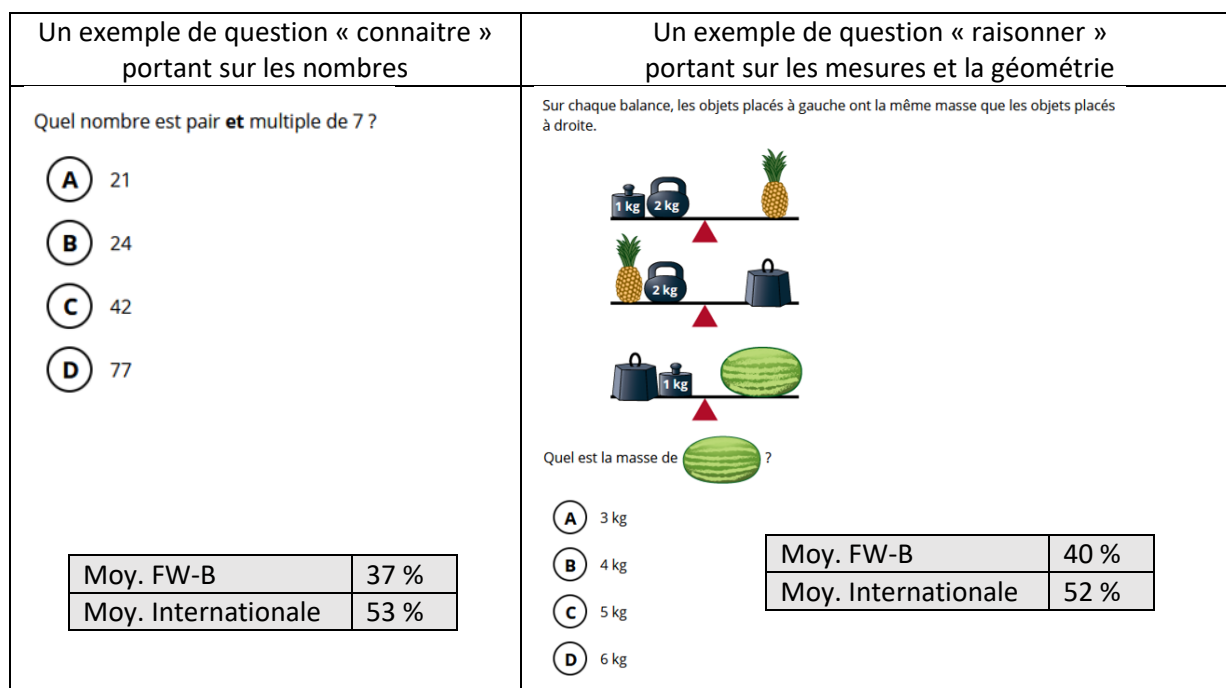 Un exemple de question « connaitre »
portant sur les nombres
Quel nombre est pair et multiple de 7 ?
A 21
B 24
C 42
D 77
Moy. FW-B 37 %
Moy. Internationale 53 %
Un exemple de question « raisonner »
portant sur les mesures et la géométrie
Sur chaque balance, les objets placés à gauche ont la même masse que les objets placés
à droite.
1 kg 2 kg
2 kg
1 kg
Quel est la masse de ?
A 3 kg
B 4 kg
C 5 kg
D 6 kg
Moy. FW-B 40 %
Moy. Internationale 52 %